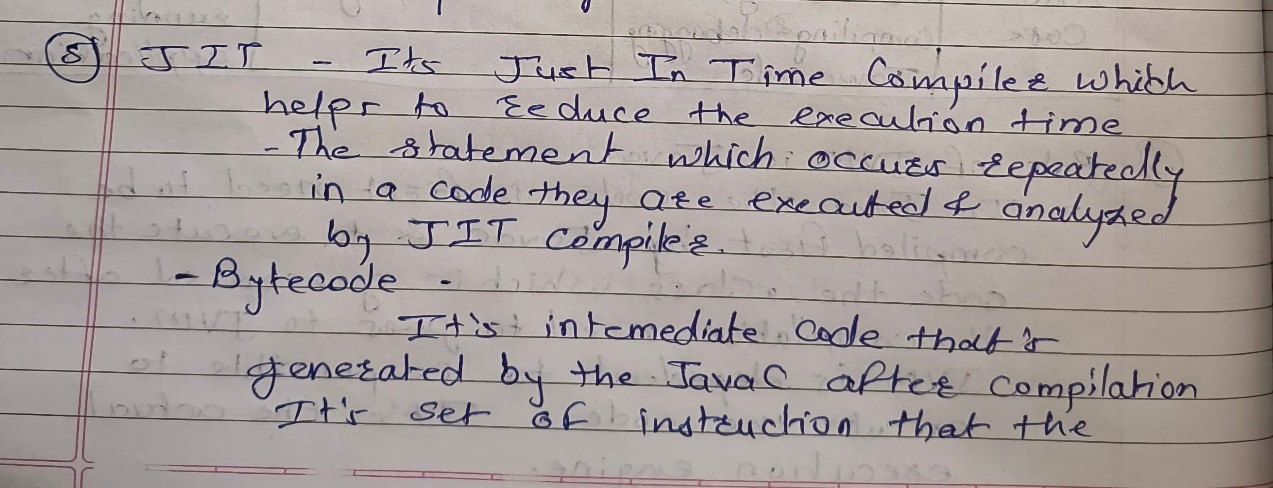 (8) JIT - Its Just In Time Compiler which
helps to reduce the execution time
- The statement which occurs repeatedly
in a code they are executed & analyzed
by JIT compiler.
- Bytecode -
It's intemediate code that's
generated by the JavaC after compilation
It's set of instruction that the